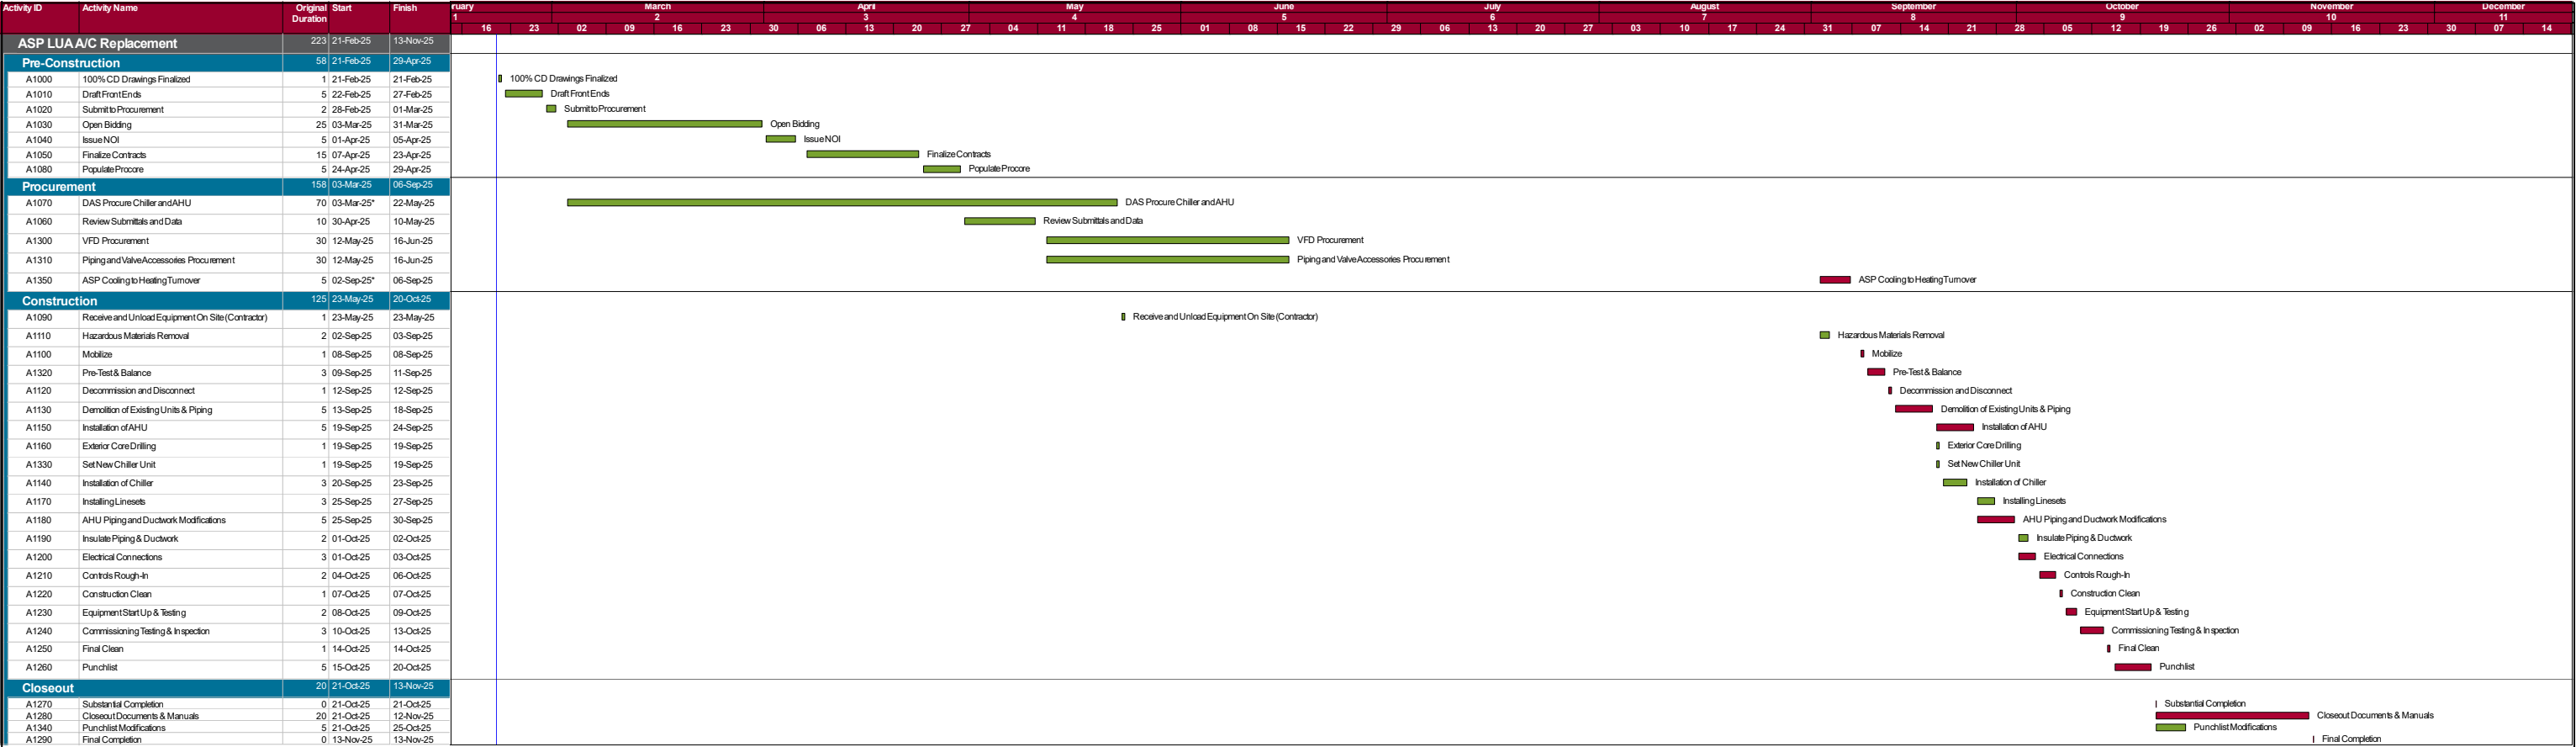 Activity ID Activity Name Original Duration Start Finish
ruary March April May June July August September October November December
1 2 3 4 5 6 7 8 9 10 11
16 23 02 09 16 23 30 06 13 20 27 04 11 18 25 01 08 15 22 29 06 13 20 27 03 10 17 24 31 07 14 21 28 05 12 19 26 02 09 16 23 30 07 14
ASP LUA A/C Replacement 223 21-Feb-25 13-Nov-25
Pre-Construction 58 21-Feb-25 29-Apr-25
A1000 100% CD Drawings Finalized 1 21-Feb-25 21-Feb-25 100% CD Drawings Finalized
A1010 Draft Front Ends 5 22-Feb-25 27-Feb-25 Draft Front Ends
A1020 Submit to Procurement 2 28-Feb-25 01-Mar-25 Submit to Procurement
A1030 Open Bidding 25 03-Mar-25 31-Mar-25 Open Bidding
A1040 Issue NOI 5 01-Apr-25 05-Apr-25 Issue NOI
A1050 Finalize Contracts 15 07-Apr-25 23-Apr-25 Finalize Contracts
A1080 Populate Procore 5 24-Apr-25 29-Apr-25 Populate Procore
Procurement 158 03-Mar-25 06-Sep-25
A1070 DAS Procure Chiller and AHU 70 03-Mar-25* 22-May-25 DAS Procure Chiller and AHU
A1060 Review Submittals and Data 10 30-Apr-25 10-May-25 Review Submittals and Data
A1300 VFD Procurement 30 12-May-25 16-Jun-25 VFD Procurement
A1310 Piping and Valve Accessories Procurement 30 12-May-25 16-Jun-25 Piping and Valve Accessories Procurement
A1350 ASP Cooling to Heating Turnover 5 02-Sep-25* 06-Sep-25 ASP Cooling to Heating Turnover
Construction 125 23-May-25 20-Oct-25
A1090 Receive and Unload Equipment On Site (Contractor) 1 23-May-25 23-May-25 Receive and Unload Equipment On Site (Contractor)
A1110 Hazardous Materials Removal 2 02-Sep-25 03-Sep-25 Hazardous Materials Removal
A1100 Mobilize 1 08-Sep-25 08-Sep-25 Mobilize
A1320 Pre-Test & Balance 3 09-Sep-25 11-Sep-25 Pre-Test & Balance
A1120 Decommission and Disconnect 1 12-Sep-25 12-Sep-25 Decommission and Disconnect
A1130 Demolition of Existing Units & Piping 5 13-Sep-25 18-Sep-25 Demolition of Existing Units & Piping
A1150 Installation of AHU 5 19-Sep-25 24-Sep-25 Installation of AHU
A1160 Exterior Core Drilling 1 19-Sep-25 19-Sep-25 Exterior Core Drilling
A1330 Set New Chiller Unit 1 19-Sep-25 19-Sep-25 Set New Chiller Unit
A1140 Installation of Chiller 3 20-Sep-25 23-Sep-25 Installation of Chiller
A1170 Installing Linesets 3 25-Sep-25 27-Sep-25 Installing Linesets
A1180 AHU Piping and Ductwork Modifications 5 25-Sep-25 30-Sep-25 AHU Piping and Ductwork Modifications
A1190 Insulate Piping & Ductwork 2 01-Oct-25 02-Oct-25 Insulate Piping & Ductwork
A1200 Electrical Connections 3 01-Oct-25 03-Oct-25 Electrical Connections
A1210 Controls Rough-In 2 04-Oct-25 06-Oct-25 Controls Rough-In
A1220 Construction Clean 1 07-Oct-25 07-Oct-25 Construction Clean
A1230 Equipment Start Up & Testing 2 08-Oct-25 09-Oct-25 Equipment Start Up & Testing
A1240 Commissioning Testing & Inspection 3 10-Oct-25 13-Oct-25 Commissioning Testing & Inspection
A1250 Final Clean 1 14-Oct-25 14-Oct-25 Final Clean
A1260 Punchlist 5 15-Oct-25 20-Oct-25 Punchlist
Closeout 20 21-Oct-25 13-Nov-25
A1270 Substantial Completion 0 21-Oct-25 21-Oct-25 Substantial Completion
A1280 Closeout Documents & Manuals 20 21-Oct-25 12-Nov-25 Closeout Documents & Manuals
A1340 Punchlist Modifications 5 21-Oct-25 25-Oct-25 Punchlist Modifications
A1290 Final Completion 0 13-Nov-25 13-Nov-25 Final Completion